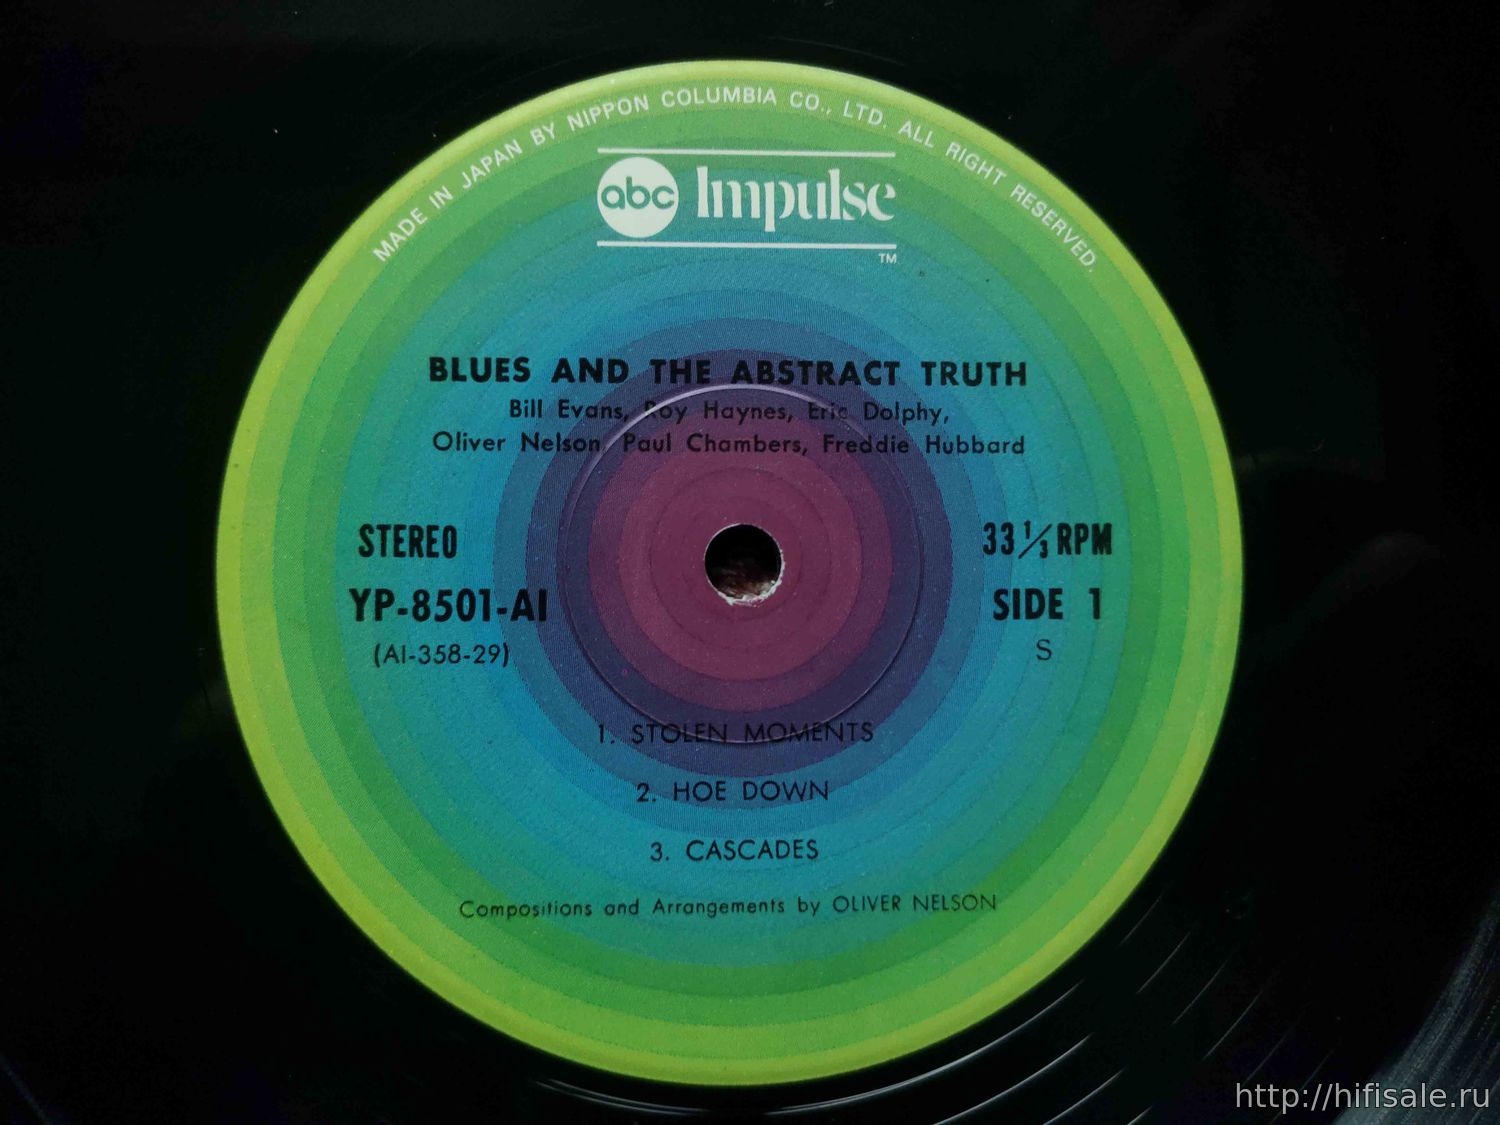 MADE IN JAPAN BY NIPPON COLUMBIA CO., LTD. ALL RIGHT RESERVED.
abc Impulse
TM
BLUES AND THE ABSTRACT TRUTH
Bill Evans, Roy Haynes, Eric Dolphy,
Oliver Nelson, Paul Chambers, Freddie Hubbard
STEREO
33 1/3 RPM
YP-8501-AI
SIDE 1
(AI-358-29)
S
1. STOLEN MOMENTS
2. HOE DOWN
3. CASCADES
Compositions and Arrangements by OLIVER NELSON
http://hifisale.ru